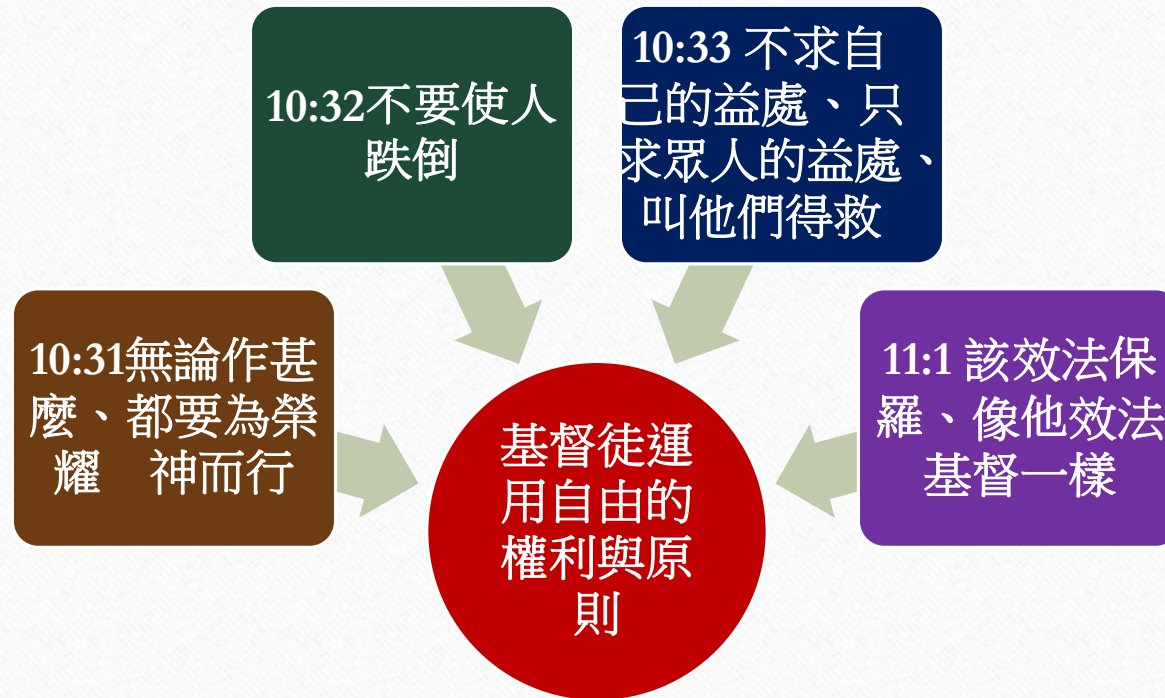 10:32不要使人
跌倒
10:33 不求自
己的益處、只
求眾人的益處、
叫他們得救
10:31無論作甚
麼、都要為榮
耀　神而行
11:1 該效法保
羅、像他效法
基督一樣
基督徒運
用自由的
權利與原
則